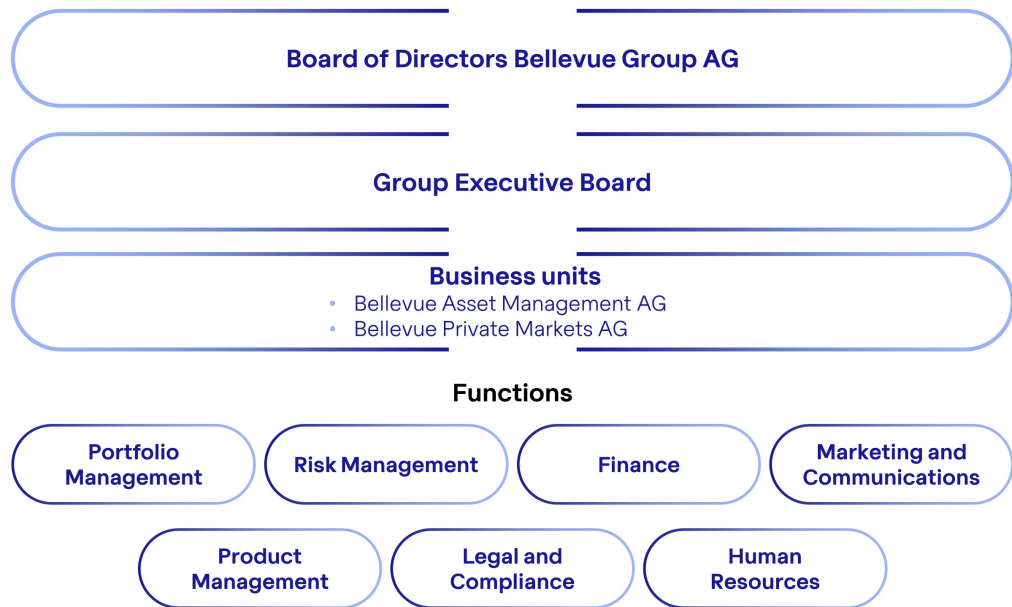 Board of Directors Bellevue Group AG
Group Executive Board
Business units
• Bellevue Asset Management AG
• Bellevue Private Markets AG
Functions
Portfolio
Management
Risk Management
Finance
Marketing and
Communications
Product
Management
Legal and
Compliance
Human
Resources